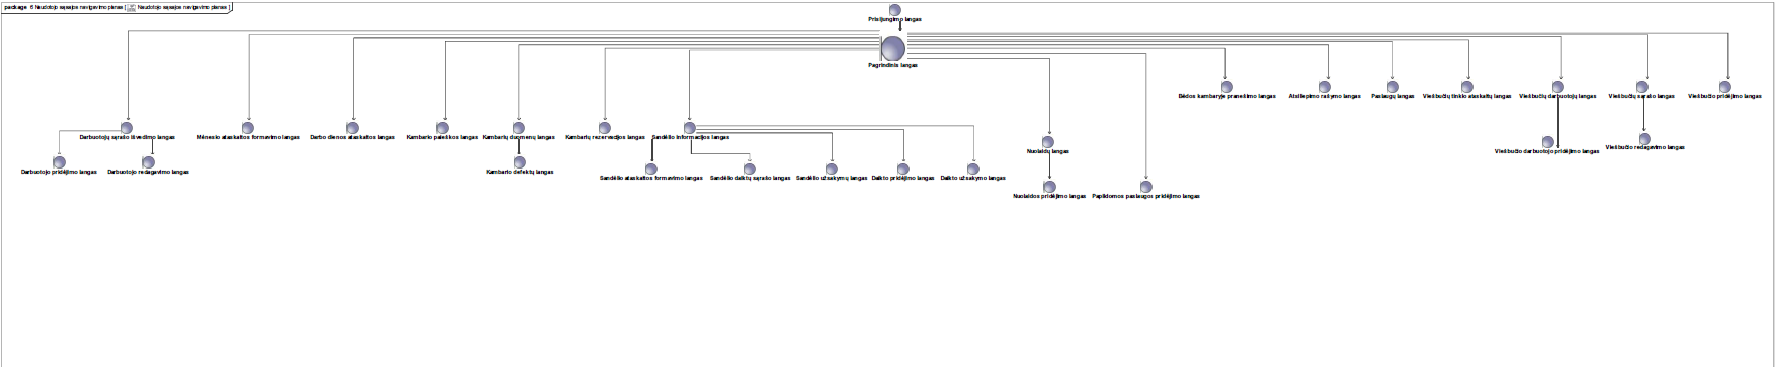 package 6 Naudotojo sąsajos navigavimo planas [ Naudotojo sąsajos navigavimo planas ]
Prisijungimo langas
Pagrindinis langas
Bėdos kambaryje pranešimo langas
Atsiliepimo rašymo langas
Paslaugų langas
Viešbučių tinklo ataskaitų langas
Viešbučių darbuotojų langas
Viešbučių sąrašo langas
Viešbučio pridėjimo langas
Darbuotojų sąrašo išvedimo langas
Mėnesio ataskaitos formavimo langas
Darbo dienos ataskaitos langas
Kambario paieškos langas
Kambarių duomenų langas
Kambarių rezervacijos langas
Sandėlio informacijos langas
Nuolaidų langas
Viešbučio darbuotojo pridėjimo langas
Viešbučio redagavimo langas
Darbuotojo pridėjimo langas
Darbuotojo redagavimo langas
Kambario defektų langas
Sandėlio ataskaitos formavimo langas
Sandėlio daiktų sąrašo langas
Sandėlio užsakymų langas
Daikto pridėjimo langas
Daikto užsakymo langas
Nuolaidos pridėjimo langas
Papildomos paslaugos pridėjimo langas